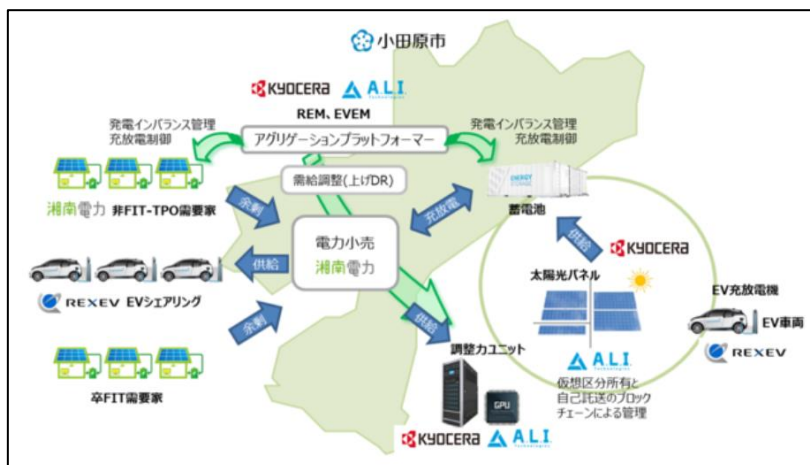 小田原市
KYOCERA A.L.I. Technologies
REM、EVEM
アグリゲーションプラットフォーマー
発電インバランス管理
充放電制御
発電インバランス管理
充放電制御
需給調整(上げDR)
湘南電力 非FIT-TPO需要家
余剰
充放電
ENERGY STORAGE
蓄電池
電力小売
湘南電力
供給
REXEV EVシェアリング
余剰
卒FIT需要家
供給
調整力ユニット
GPU
KYOCERA A.L.I. Technologies
供給
KYOCERA
太陽光パネル
A.L.I. Technologies
仮想区分所有と
自己託送のブロック
チェーンによる管理
EV充放電機
EV車両
REXEV